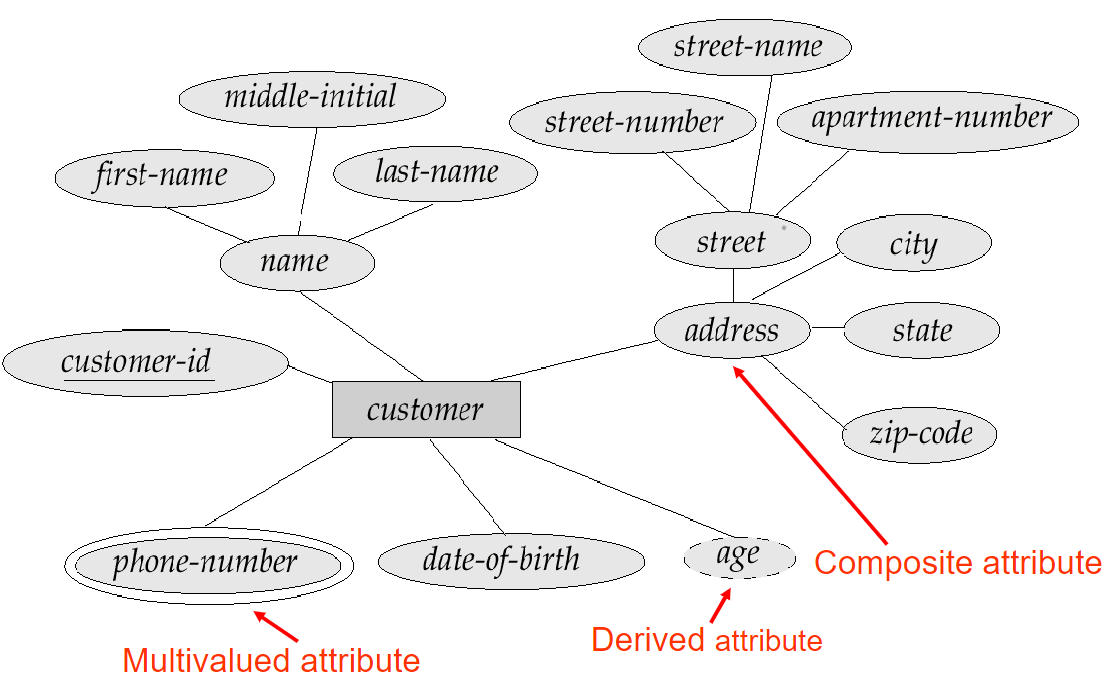 street-name
middle-initial
street-number
apartment-number
first-name
last-name
street
city
name
address
state
customer-id
customer
zip-code
phone-number
date-of-birth
age
Composite attribute
Derived attribute
Multivalued attribute